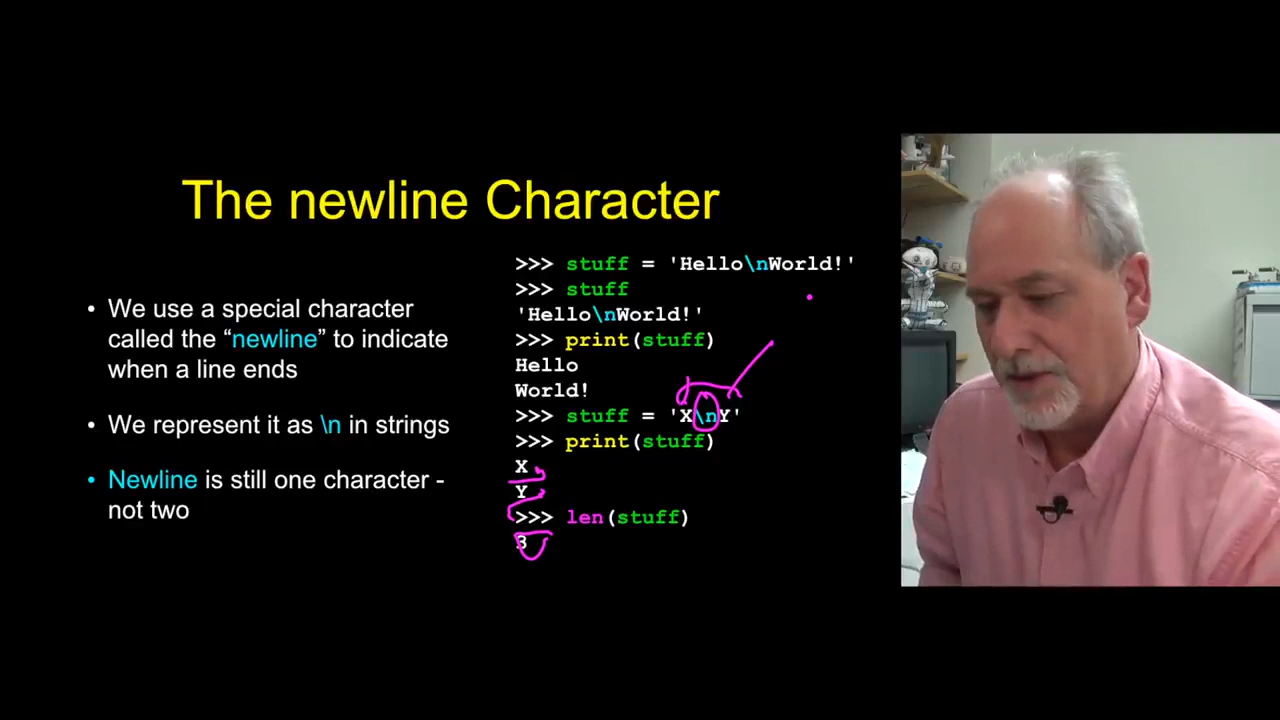 The newline Character
• We use a special character
called the “newline” to indicate
when a line ends
• We represent it as \n in strings
• Newline is still one character -
not two
>>> stuff = 'Hello\nWorld!'
>>> stuff
'Hello\nWorld!'
>>> print(stuff)
Hello
World!
>>> stuff = 'X\nY'
>>> print(stuff)
X
Y
>>> len(stuff)
3